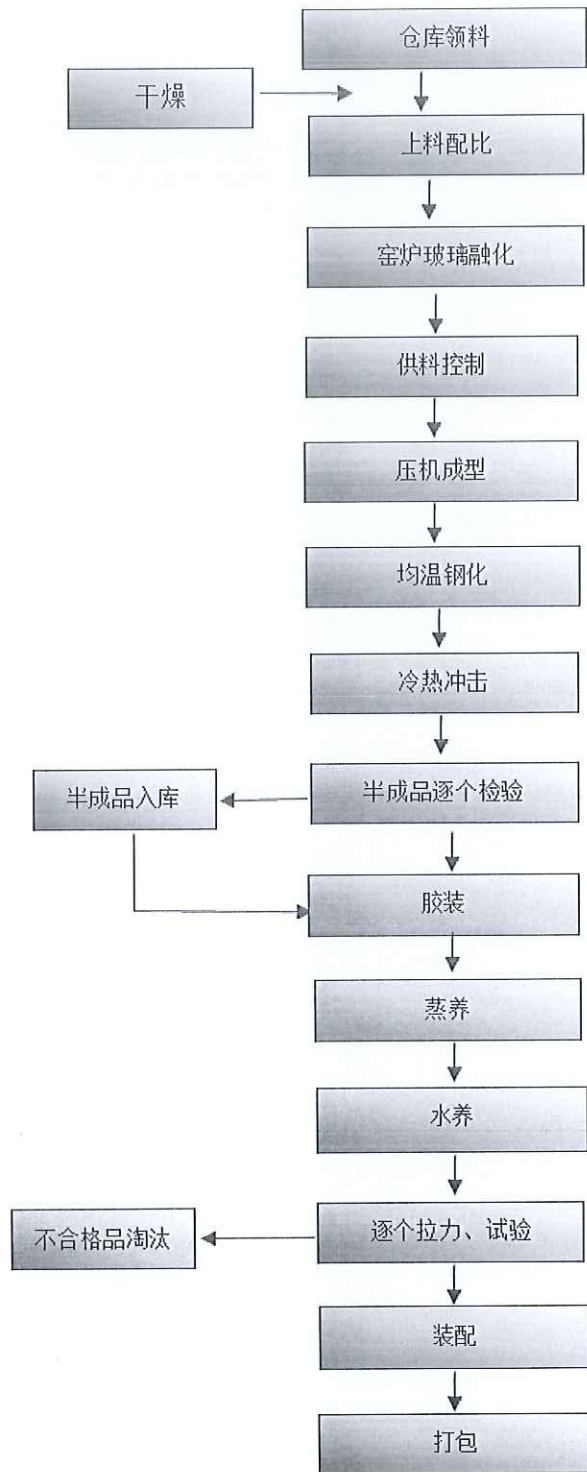 仓库领料
干燥
上料配比
窑炉玻璃融化
供料控制
压机成型
均温钢化
冷热冲击
半成品入库
半成品逐个检验
胶装
蒸养
水养
不合格品淘汰
逐个拉力、试验
装配
打包